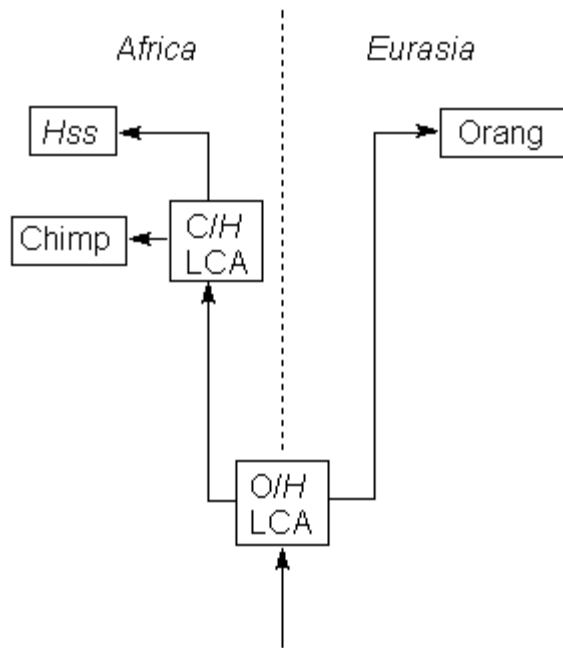 Africa
Eurasia
Hss
Orang
C/H
LCA
Chimp
O/H
LCA